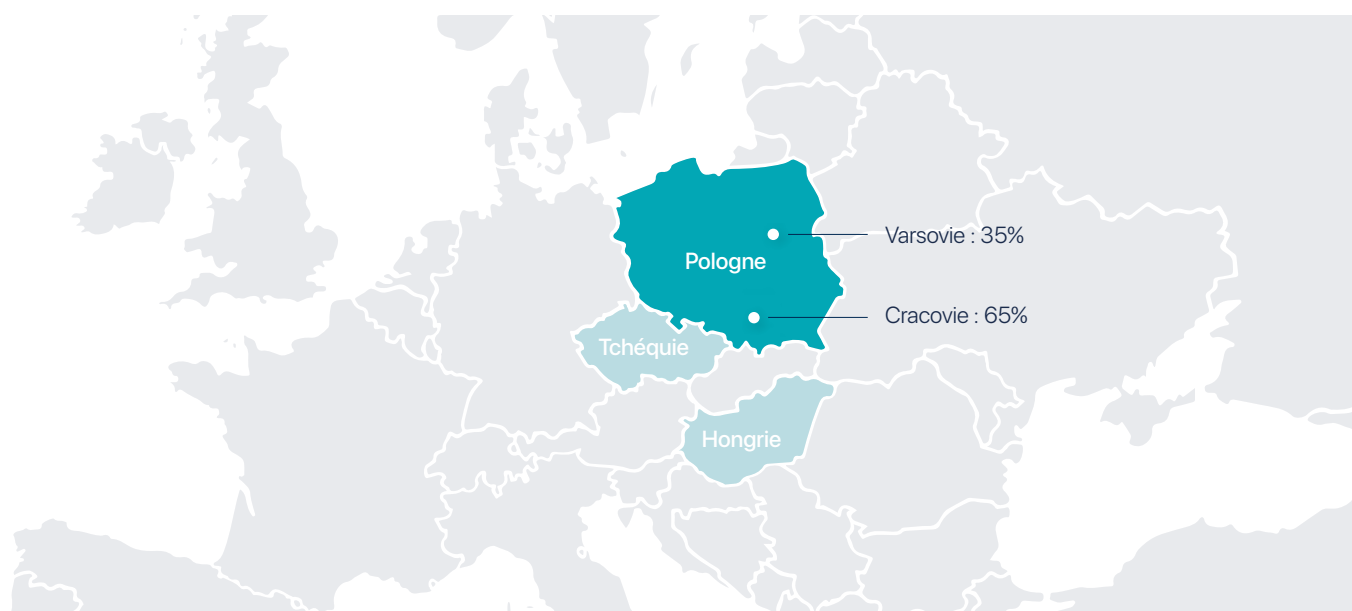 Varsovie : 35%
Pologne
Cracovie : 65%
Tchéquie
Hongrie